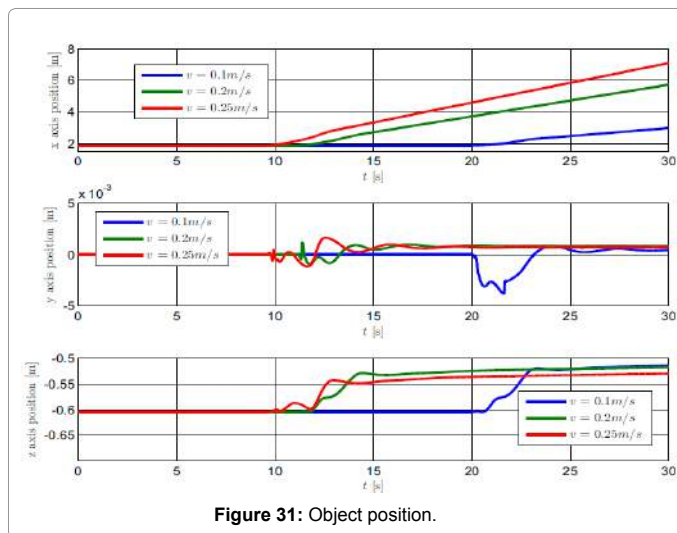 8
6
4
2
x axis position [m]
v = 0.1m/s
v = 0.2m/s
v = 0.25m/s
0 5 10 15 20 25 30
t [s]
x 10⁻³
5
0
-5
y axis position [m]
v = 0.1m/s
v = 0.2m/s
v = 0.25m/s
0 5 10 15 20 25 30
t [s]
-0.5
-0.55
-0.6
-0.65
z axis position [m]
v = 0.1m/s
v = 0.2m/s
v = 0.25m/s
0 5 10 15 20 25 30
t [s]
Figure 31: Object position.